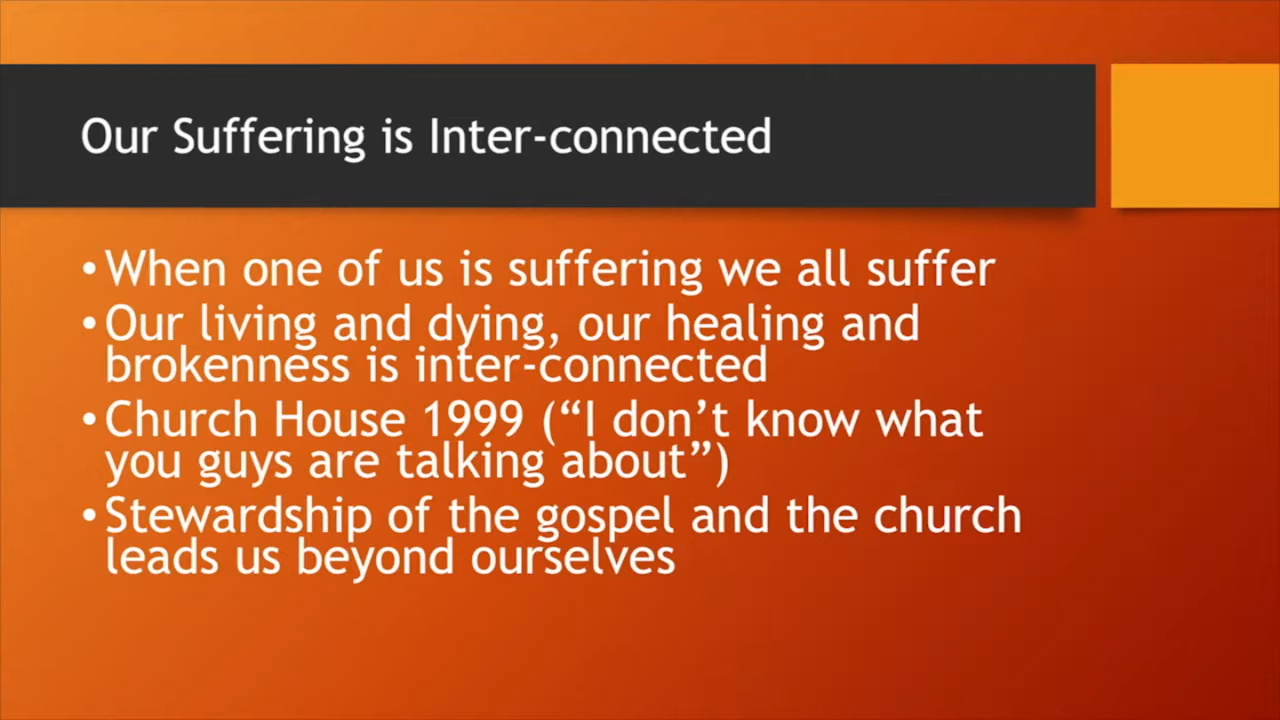 Our Suffering is Inter-connected
•When one of us is suffering we all suffer
•Our living and dying, our healing and
brokenness is inter-connected
•Church House 1999 (“I don’t know what
you guys are talking about”)
•Stewardship of the gospel and the church
leads us beyond ourselves